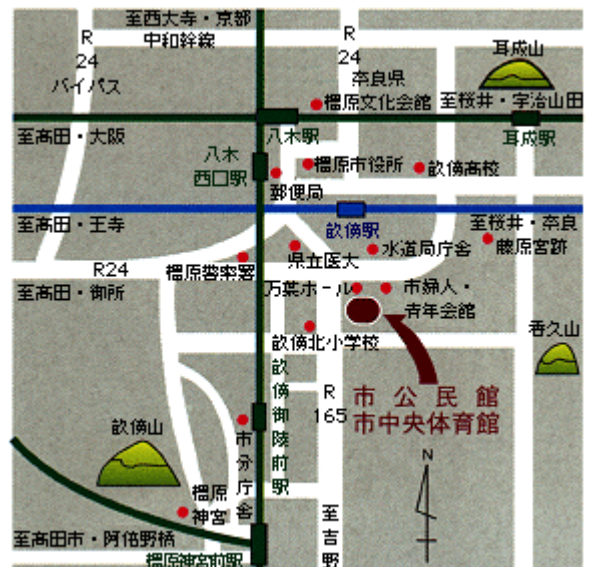 至西大寺・京都
中和幹線
R
24
バイパス
R
24
奈良県
橿原文化会館
耳成山
至桜井・宇治山田
至高田・大阪
八木駅
耳成駅
八木
西口駅
橿原市役所
畝傍高校
郵便局
至高田・王寺
畝傍駅
至桜井・奈良
藤原宮跡
水道局庁舎
県立医大
橿原警察署
R24
至高田・御所
万葉ホール
市婦人・
青年会館
畝傍北小学校
香久山
畝傍御陵前駅
R
165
市公民館
市中央体育館
畝傍山
市分庁舎
N
橿原
神宮
至吉野
至高田市・阿倍野橋
橿原神宮前駅